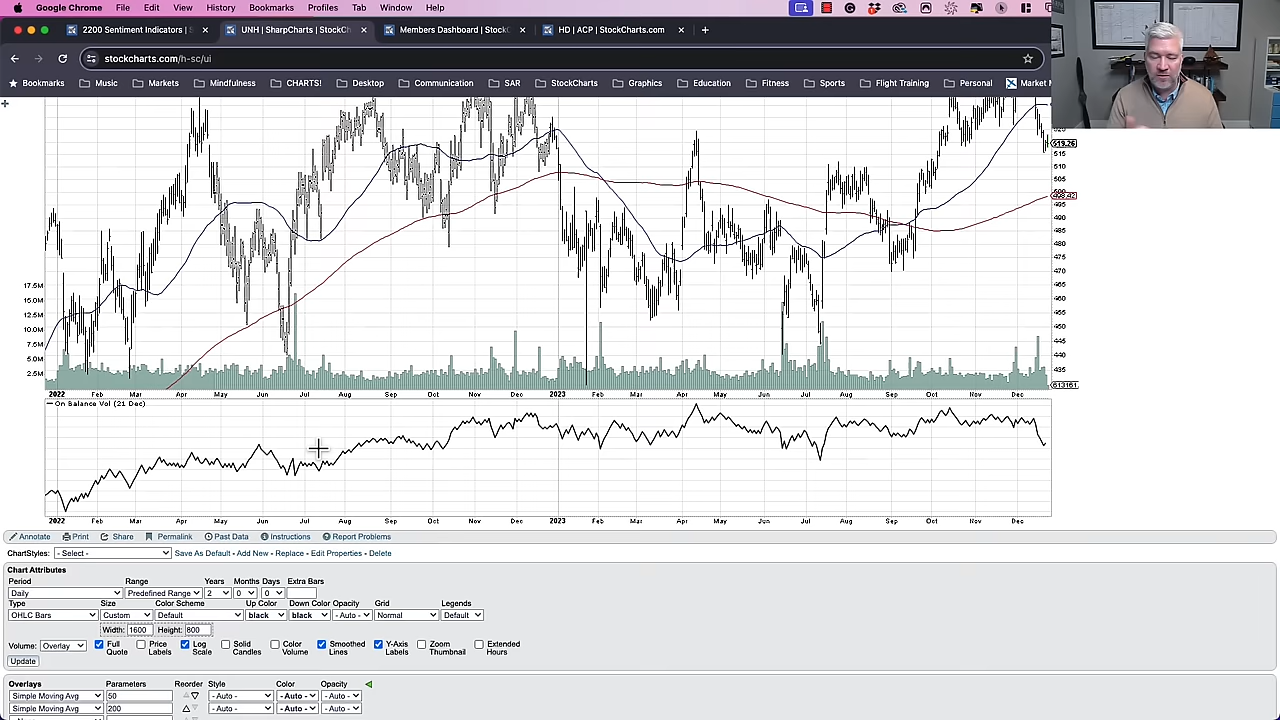 Google Chrome File Edit View History Bookmarks Profiles Tab Window Help
2200 Sentiment Indicators | S × UNH | SharpCharts | StockCh × Members Dashboard | StockC × HD | ACP | StockCharts.com × +
stockcharts.com/h-sc/ui
Bookmarks Music Markets Mindfulness CHARTS! Desktop StockCharts Graphics Education Fitness Sports Flight Training Personal Market
519.26
515
510
505
500
495
490
485
480
475
470
465
460
455
450
445
440
435
17.5M
15.0M
10.0M
7.5M
5.0M
2.5M
2022 Feb Mar Apr May Jun Jul Aug Sep Oct Nov Dec 2023 Feb Mar Apr May Jun Jul Aug Sep Oct Nov Dec
On Balance Vol (21 Dec)
2022 Feb Mar Apr May Jun Jul Aug Sep Oct Nov Dec 2023 Feb Mar Apr May Jun Jul Aug Sep Oct Nov Dec
Annotate Print Share Permalink Past Data Instructions Report Problems
ChartStyles: - Select - Save As Default - Add New - Replace - Edit Properties - Delete
Chart Attributes
Period Range Years Months Days Extra Bars
Daily Predefined Range 2 0 0
Type Size Color Scheme Up Color Down Color Opacity Grid Legends
OHLC Bars Custom Default black black - Auto - Normal Default
Width: 1600 Height: 800
Volume: Overlay Full Quote Price Labels Log Scale Solid Candles Color Volume Smoothed Lines Y-Axis Labels Zoom Thumbnail Extended Hours
Update
Overlays Parameters Reorder Style Color Opacity
Simple Moving Avg 50 - Auto - - Auto - - Auto -
Simple Moving Avg 200 - Auto - - Auto - - Auto -